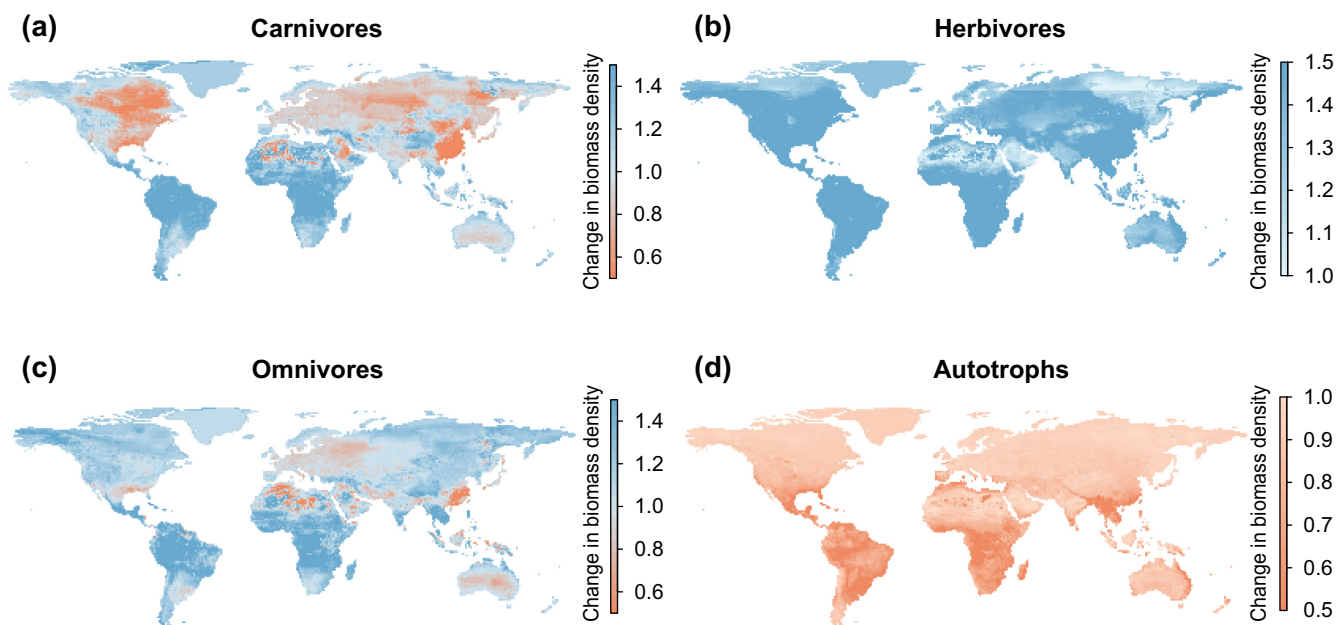 (a)
Carnivores
Change in biomass density
1.4
1.2
1.0
0.8
0.6
(b)
Herbivores
Change in biomass density
1.5
1.4
1.3
1.2
1.1
1.0
(c)
Omnivores
Change in biomass density
1.4
1.2
1.0
0.8
0.6
(d)
Autotrophs
Change in biomass density
1.0
0.9
0.8
0.7
0.6
0.5